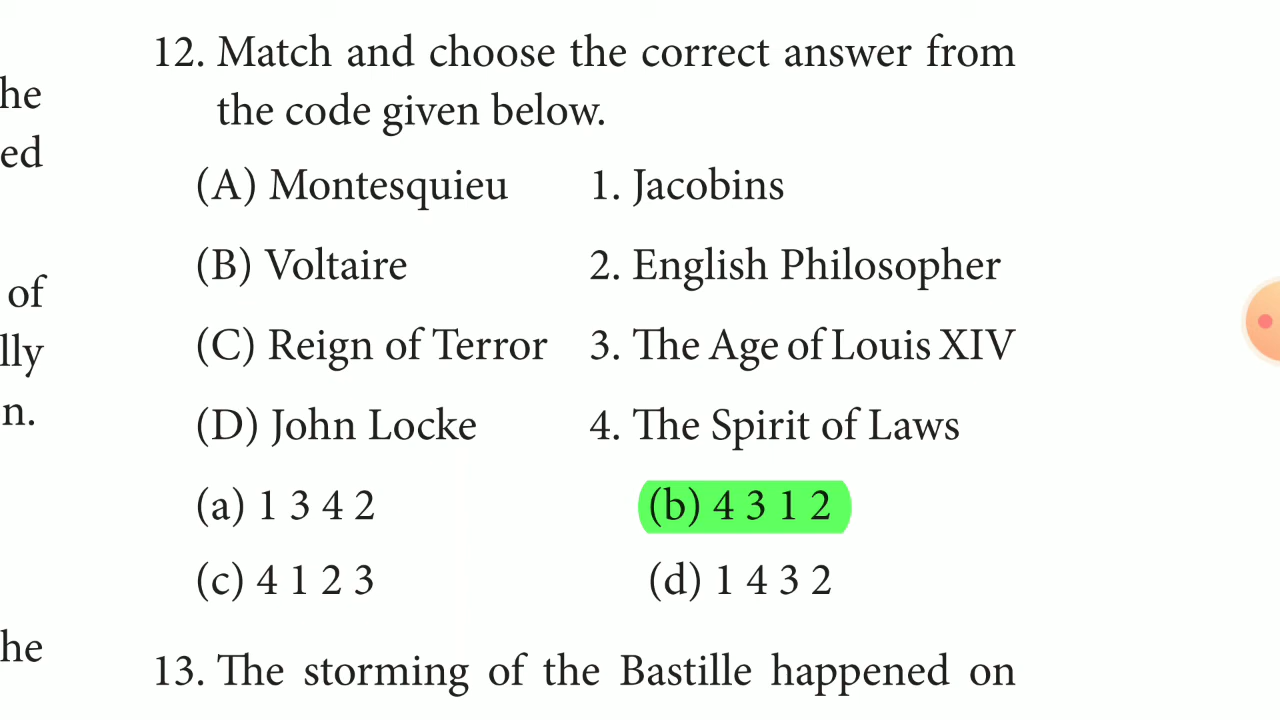 he
ed
of
lly
n.
he
12. Match and choose the correct answer from
the code given below.
(A) Montesquieu 1. Jacobins
(B) Voltaire 2. English Philosopher
(C) Reign of Terror 3. The Age of Louis XIV
(D) John Locke 4. The Spirit of Laws
(a) 1 3 4 2 (b) 4 3 1 2
(c) 4 1 2 3 (d) 1 4 3 2
13. The storming of the Bastille happened on